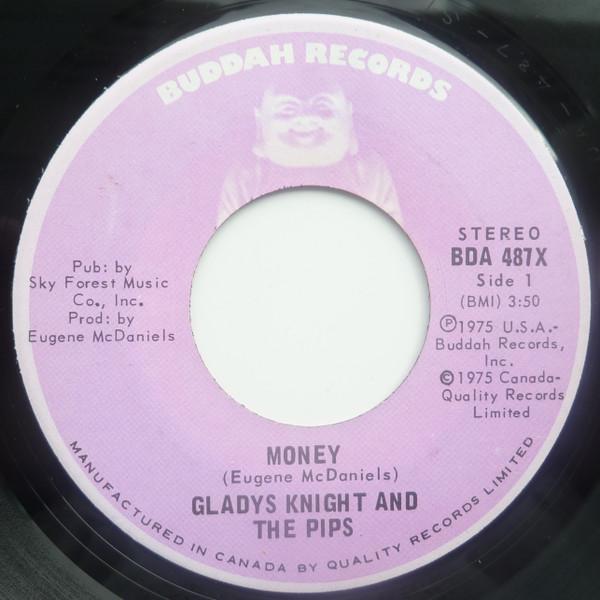 BUDDAH RECORDS
STEREO
BDA 487X
Side 1
(BMI) 3:50
Ⓟ1975 U.S.A.-
Buddah Records,
Inc.
©1975 Canada-
Quality Records
Limited
Pub: by
Sky Forest Music
Co., Inc.
Prod: by
Eugene McDaniels
MONEY
(Eugene McDaniels)
GLADYS KNIGHT AND
THE PIPS
MANUFACTURED IN CANADA BY QUALITY RECORDS LIMITED